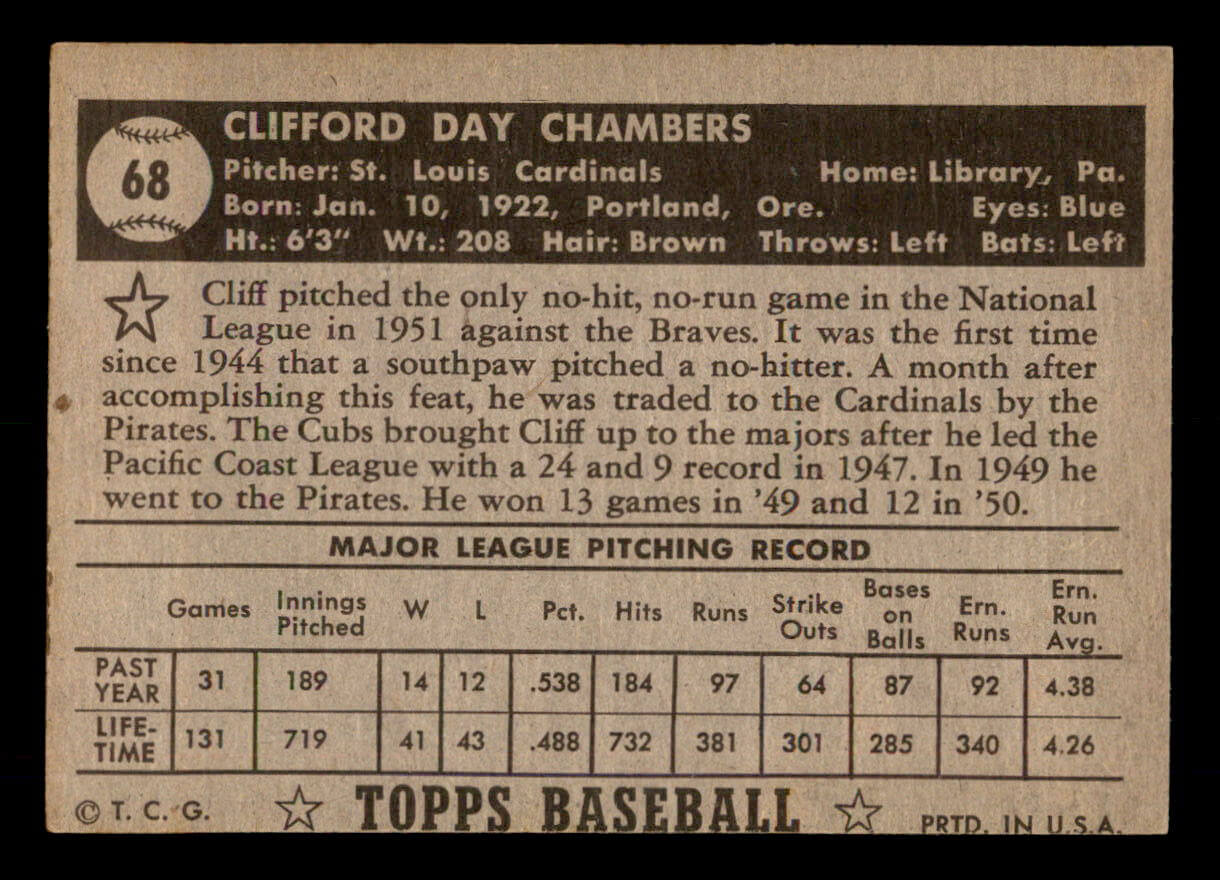 68
CLIFFORD DAY CHAMBERS
Pitcher: St. Louis Cardinals Home: Library, Pa.
Born: Jan. 10, 1922, Portland, Ore. Eyes: Blue
Ht.: 6'3" Wt.: 208 Hair: Brown Throws: Left Bats: Left
Cliff pitched the only no-hit, no-run game in the National
League in 1951 against the Braves. It was the first time
since 1944 that a southpaw pitched a no-hitter. A month after
accomplishing this feat, he was traded to the Cardinals by the
Pirates. The Cubs brought Cliff up to the majors after he led the
Pacific Coast League with a 24 and 9 record in 1947. In 1949 he
went to the Pirates. He won 13 games in '49 and 12 in '50.
MAJOR LEAGUE PITCHING RECORD
Games Innings Pitched W L Pct. Hits Runs Strike Outs Bases on Balls Ern. Runs Ern. Run Avg.
PAST YEAR 31 189 14 12 .538 184 97 64 87 92 4.38
LIFE-TIME 131 719 41 43 .488 732 381 301 285 340 4.26
© T. C. G. TOPPS BASEBALL PRTD. IN U.S.A.